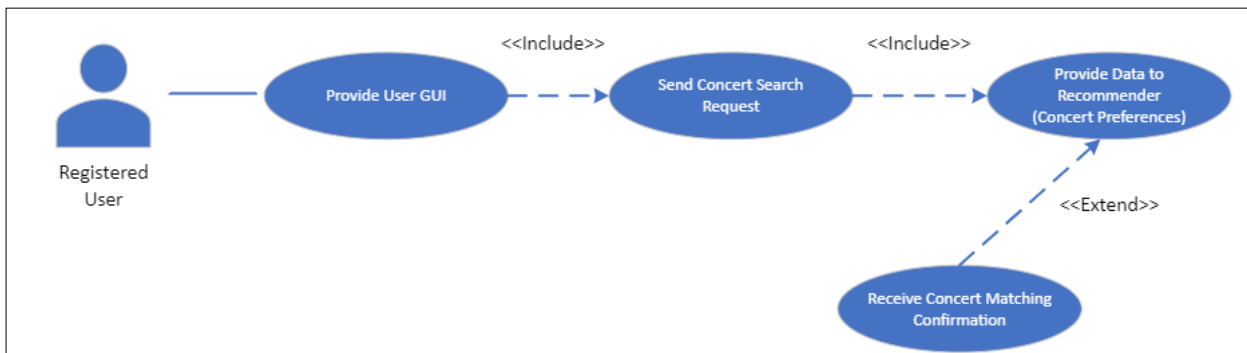 <<Include>>
<<Include>>
Provide User GUI
Send Concert Search
Request
Provide Data to
Recommender
(Concert Preferences)
Registered
User
<<Extend>>
Receive Concert Matching
Confirmation